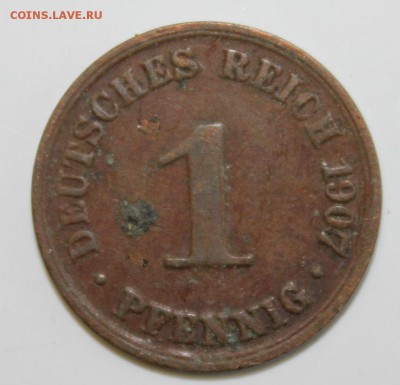 COINS.LAVE.RU
DEUTSCHES REICH 1907
1
· PFENNIG ·